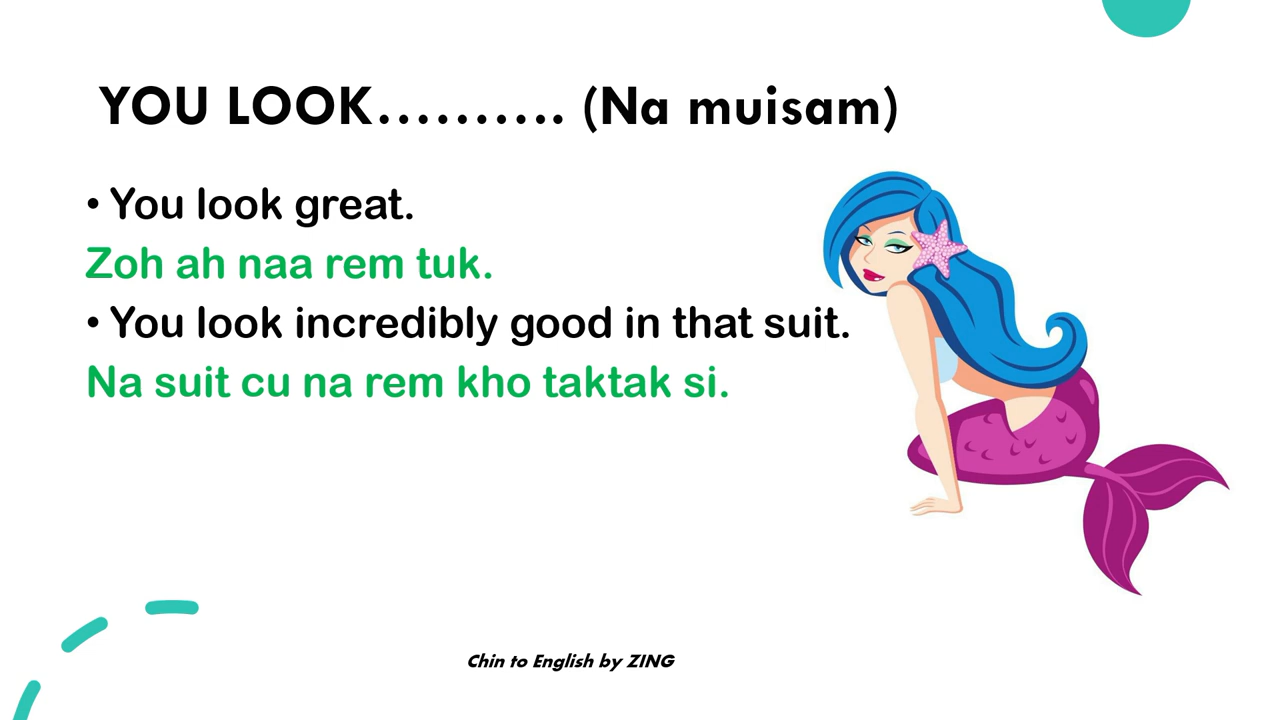 YOU LOOK………. (Na muisam)
• You look great.
Zoh ah naa rem tuk.
• You look incredibly good in that suit.
Na suit cu na rem kho taktak si.
Chin to English by ZING